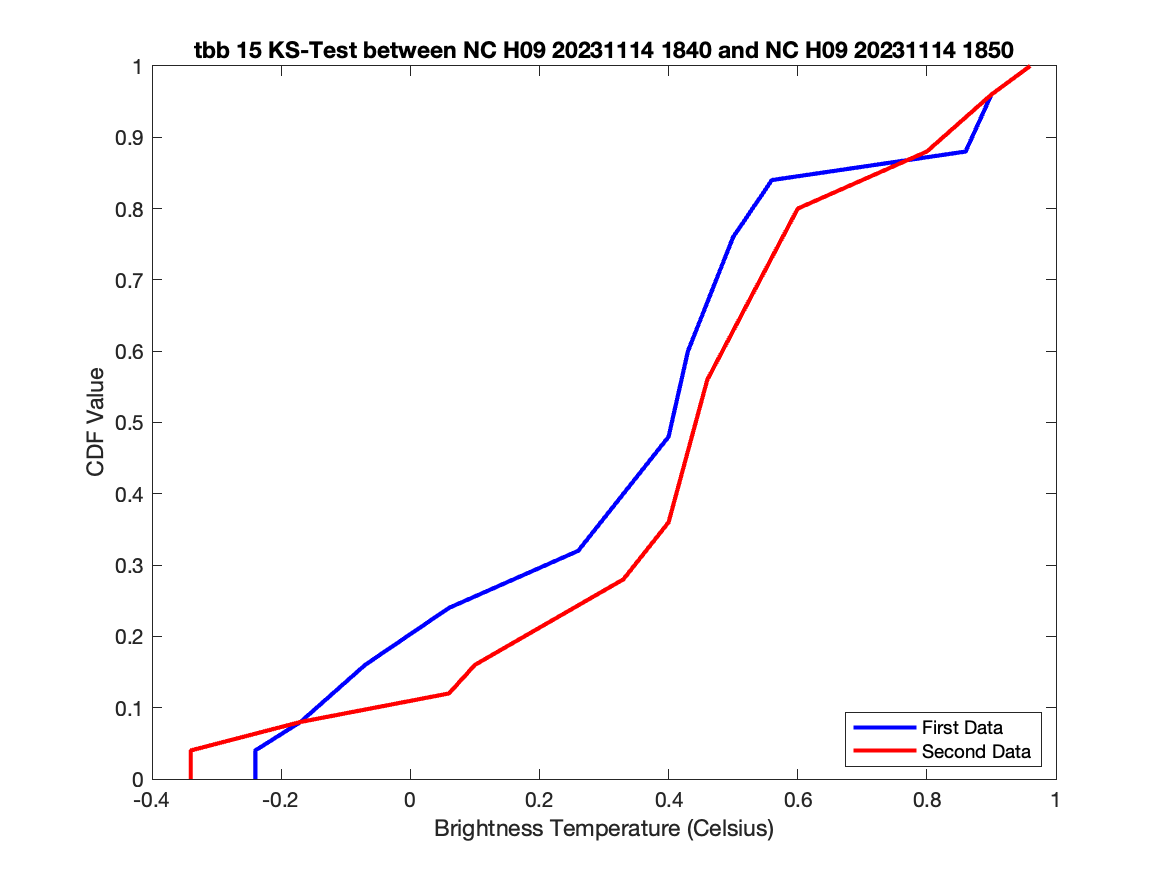 tbb 15 KS-Test between NC H09 20231114 1840 and NC H09 20231114 1850
1
0.9
0.8
0.7
0.6
0.5
0.4
0.3
0.2
0.1
0
CDF Value
First Data
Second Data
-0.4 -0.2 0 0.2 0.4 0.6 0.8 1
Brightness Temperature (Celsius)